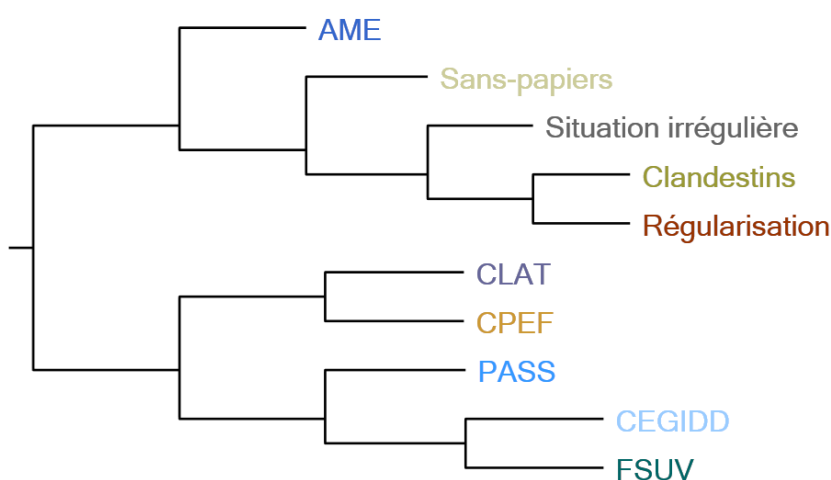 AME
Sans-papiers
Situation irrégulière
Clandestins
Régularisation
CLAT
CPEF
PASS
CEGIDD
FSUV